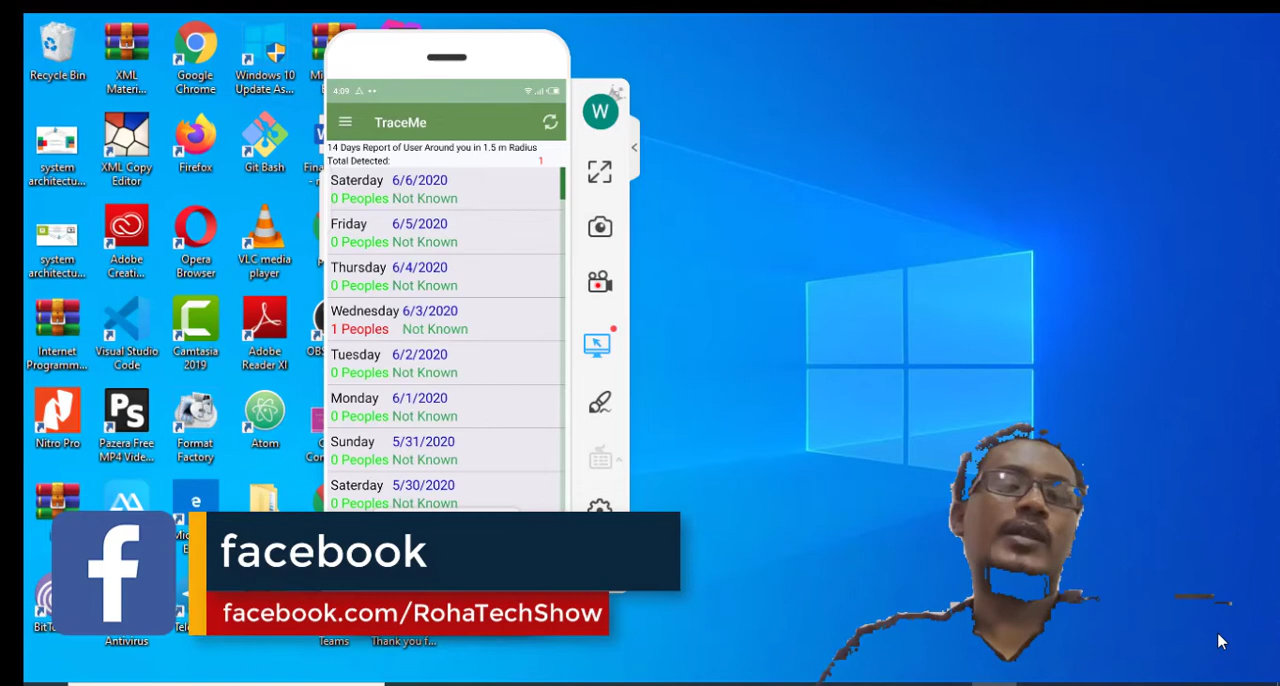 Recycle Bin
XML Materi...
Google Chrome
Windows 10 Update As...
system architectu...
XML Copy Editor
Firefox
Git Bash
system architectu...
Adobe Creati...
Opera Browser
VLC media player
Internet Programm...
Visual Studio Code
Camtasia 2019
Adobe Reader XI
Nitro Pro
Pazera Free MP4 Vide...
Format Factory
Atom
Antivirus
Teams
Thank you f...
4:09
TraceMe
14 Days Report of User Around you in 1.5 m Radius
Total Detected: 1
Saterday 6/6/2020
0 Peoples Not Known
Friday 6/5/2020
0 Peoples Not Known
Thursday 6/4/2020
0 Peoples Not Known
Wednesday 6/3/2020
1 Peoples Not Known
Tuesday 6/2/2020
0 Peoples Not Known
Monday 6/1/2020
0 Peoples Not Known
Sunday 5/31/2020
0 Peoples Not Known
Saterday 5/30/2020
0 Peoples Not Known
W
facebook
facebook.com/RohaTechShow